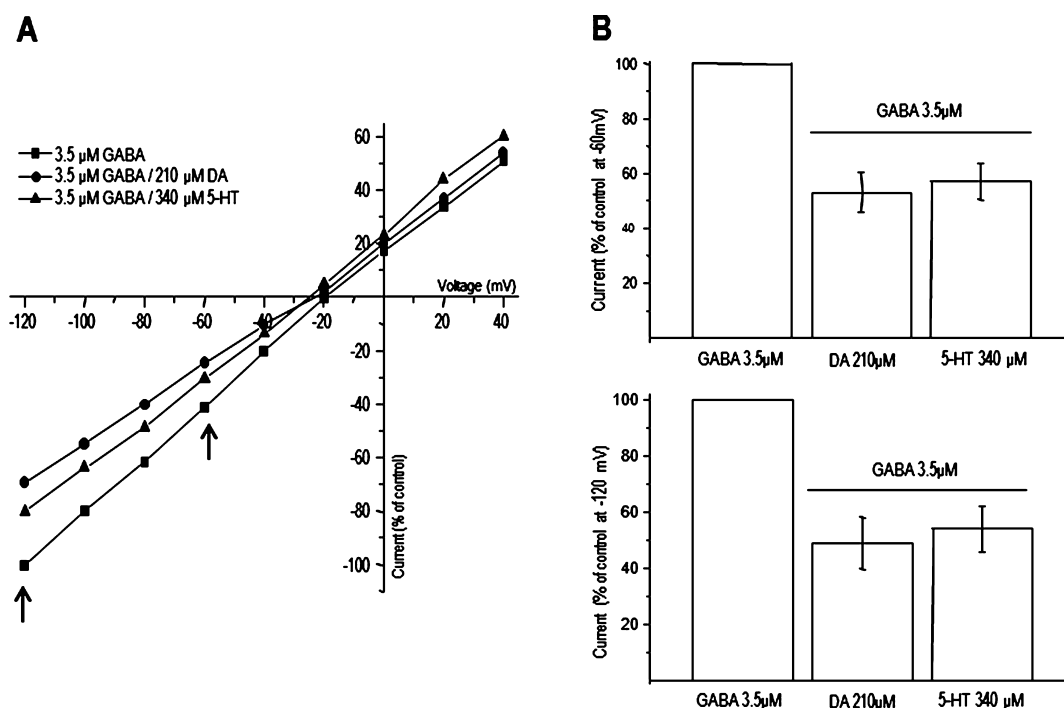 A
3.5 μM GABA
3.5 μM GABA / 210 μM DA
3.5 μM GABA / 340 μM 5-HT
60
40
20
Voltage (mV)
-120 -100 -80 -60 -40 -20 0 20 40
-20
-40
-60
-80
-100
Current (% of control)
B
Current (% of control at -60mV)
100
80
60
40
20
GABA 3.5μM
GABA 3.5μM DA 210μM 5-HT 340 μM
Current (% of control at -120 mV)
100
80
60
40
20
GABA 3.5μM
GABA 3.5μM DA 210μM 5-HT 340 μM